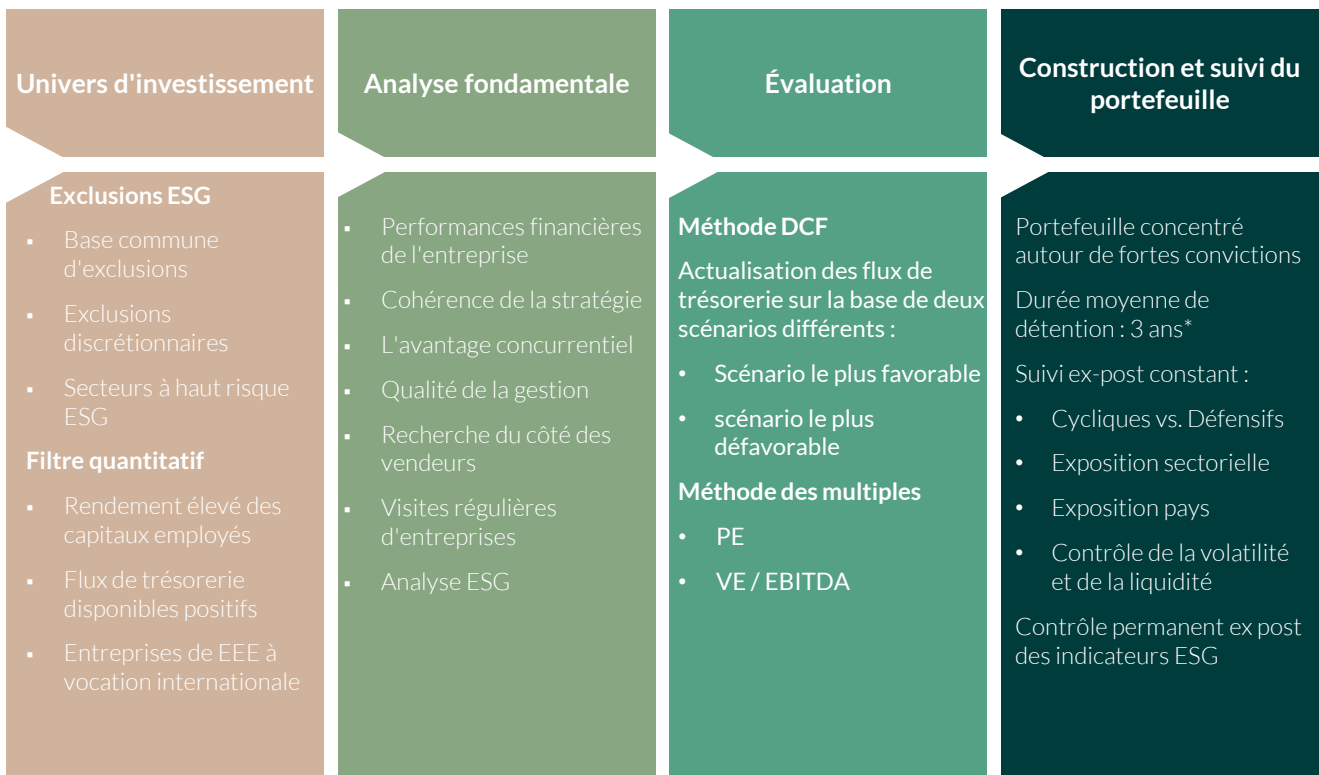 Univers d'investissement
Exclusions ESG
▪ Base commune
d'exclusions
▪ Exclusions
discrétionnaires
▪ Secteurs à haut risque
ESG
Filtre quantitatif
▪ Rendement élevé des
capitaux employés
▪ Flux de trésorerie
disponibles positifs
▪ Entreprises de EEE à
vocation internationale
Analyse fondamentale
▪ Performances financières
de l'entreprise
▪ Cohérence de la stratégie
▪ L'avantage concurrentiel
▪ Qualité de la gestion
▪ Recherche du côté des
vendeurs
▪ Visites régulières
d'entreprises
▪ Analyse ESG
Évaluation
Méthode DCF
Actualisation des flux de
trésorerie sur la base de deux
scénarios différents :
• Scénario le plus favorable
• scénario le plus
défavorable
Méthode des multiples
• PE
• VE / EBITDA
Construction et suivi du
portefeuille
Portefeuille concentré
autour de fortes convictions
Durée moyenne de
détention : 3 ans*
Suivi ex-post constant :
• Cycliques vs. Défensifs
• Exposition sectorielle
• Exposition pays
• Contrôle de la volatilité
et de la liquidité
Contrôle permanent ex post
des indicateurs ESG